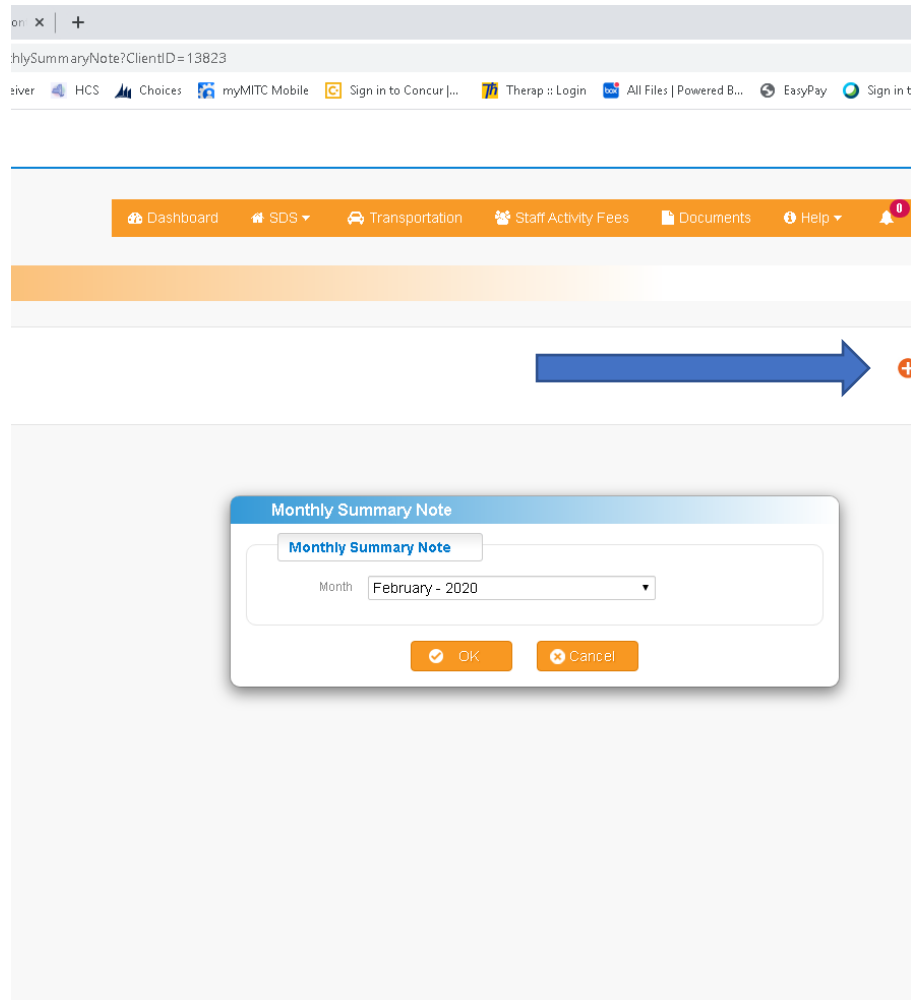 on
hlySummaryNote?ClientID=13823
eiver HCS Choices myMITC Mobile Sign in to Concur |... Therap :: Login All Files | Powered B... EasyPay Sign in t
Dashboard SDS Transportation Staff Activity Fees Documents Help 0
Monthly Summary Note
Monthly Summary Note
Month February - 2020
OK Cancel